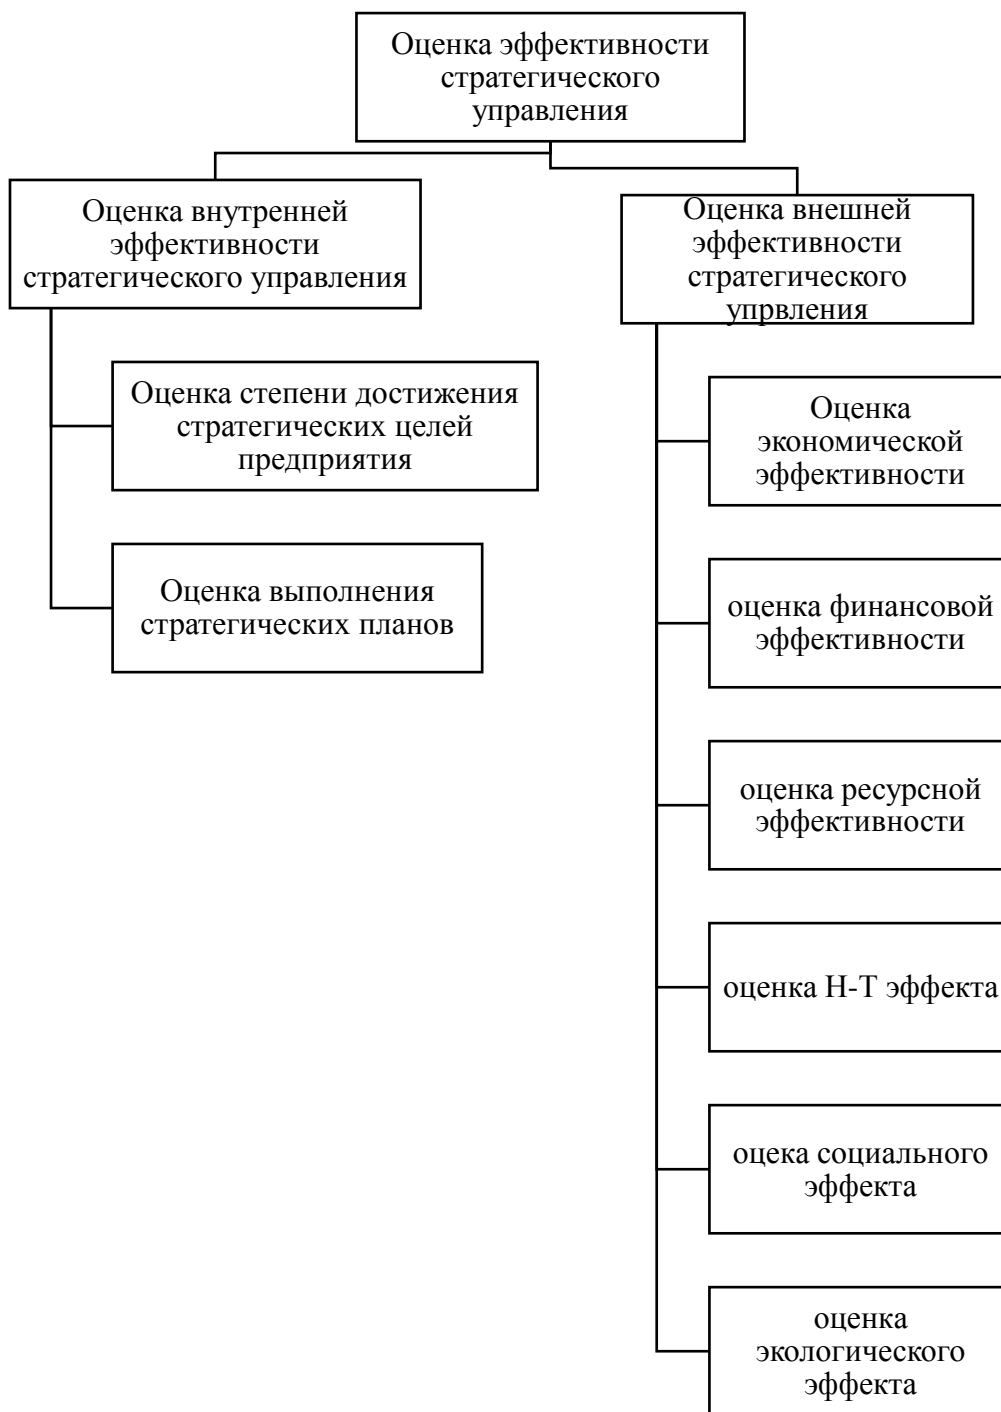 Оценка эффективности
стратегического
управления
Оценка внутренней
эффективности
стратегического управления
Оценка степени достижения
стратегических целей
предприятия
Оценка выполнения
стратегических планов
Оценка внешней
эффективности
стратегического
упрвления
Оценка
экономической
эффективности
оценка финансовой
эффективности
оценка ресурсной
эффективности
оценка Н-Т эффекта
оцека социального
эффекта
оценка
экологического
эффекта